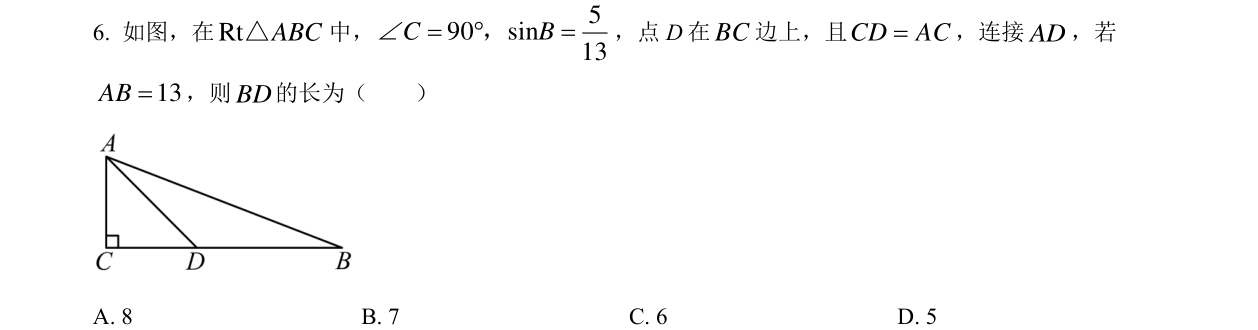 6. 如图，在Rt△ABC中，∠C=90°，sinB=5/13，点D在BC边上，且CD=AC，连接AD，若
AB=13，则BD的长为（　　）
A
C D B
A. 8 B. 7 C. 6 D. 5